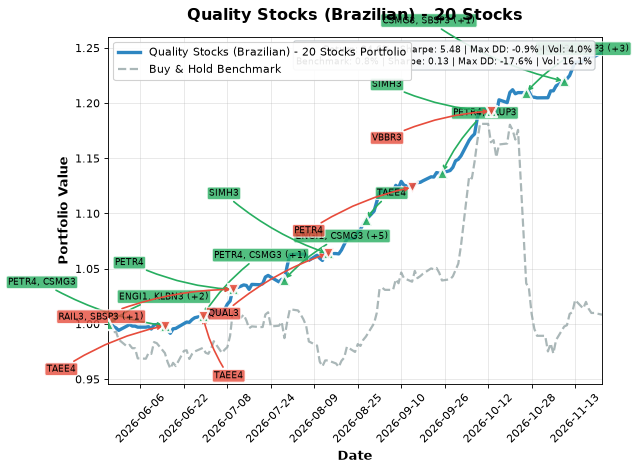 Quality Stocks (Brazilian) - 20 Stocks
CSMG3, SBSP3 (+1)
Quality Stocks (Brazilian) - 20 Stocks Portfolio
Buy & Hold Benchmark
Sharpe: 5.48 | Max DD: -0.9% | Vol: 4.0%
Benchmark: 0.8% | Sharpe: 0.13 | Max DD: -17.6% | Vol: 16.1%
(+3)
SIMH3
VBBR3
SIMH3
TAEE4
PETR4
CSMG3 (+5)
PETR4, CSMG3 (+1)
PETR4
PETR4, CSMG3
ENGI1, KLBN3 (+2)
RAIL3, SBSP3 (+1)
QUAL3
TAEE4
TAEE4
Portfolio Value
1.25
1.20
1.15
1.10
1.05
1.00
0.95
2026-06-06
2026-06-22
2026-07-08
2026-07-24
2026-08-09
2026-08-25
2026-09-10
2026-09-26
2026-10-12
2026-10-28
2026-11-13
Date